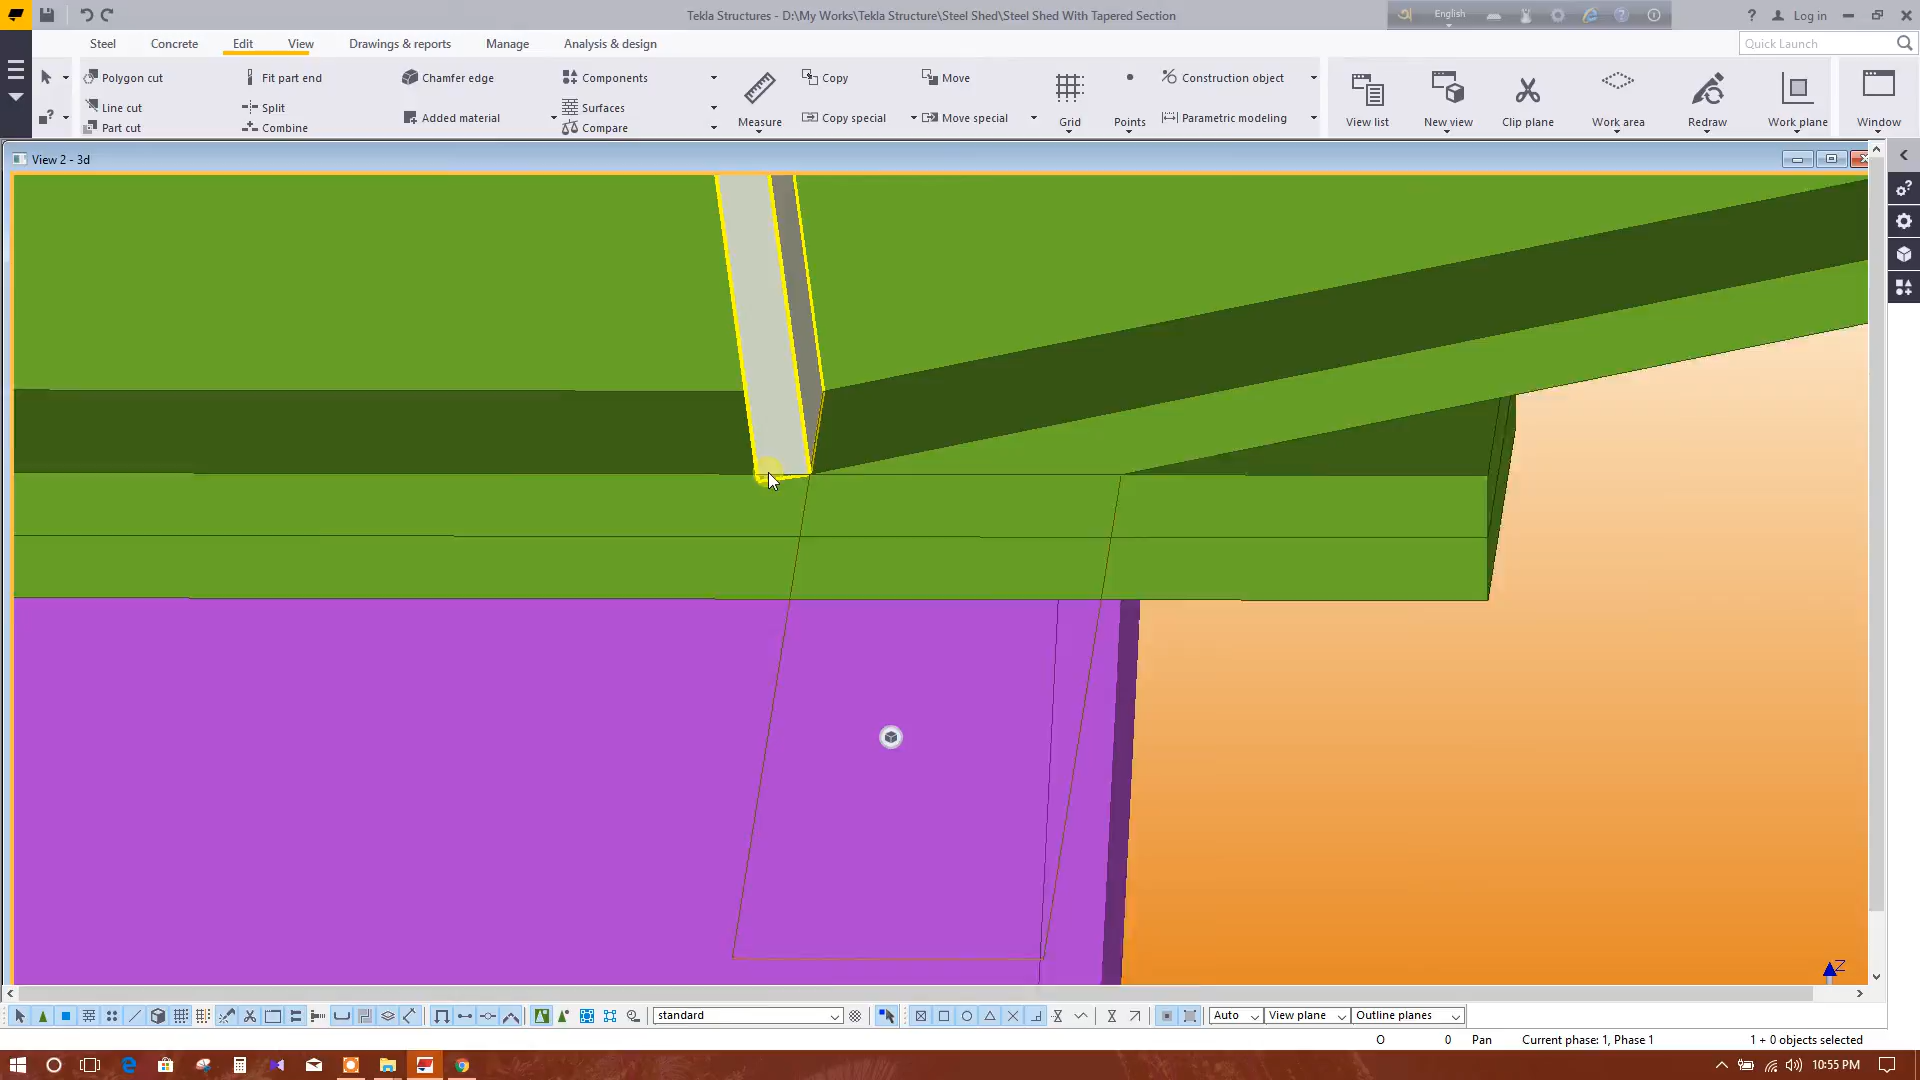 Tekla Structures - D:\My Works\Tekla Structure\Steel Shed\Steel Shed With Tapered Section
English
Log in
Steel Concrete Edit View Drawings & reports Manage Analysis & design
Quick Launch
Polygon cut
Line cut
Part cut
Fit part end
Split
Combine
Chamfer edge
Added material
Components
Surfaces
Compare
Measure
Copy
Copy special
Move
Move special
Grid
Points
Construction object
Parametric modeling
View list
New view
Clip plane
Work area
Redraw
Work plane
Window
View 2 - 3d
Z
standard
Auto
View plane
Outline planes
O 0 Pan Current phase: 1, Phase 1 1 + 0 objects selected
10:55 PM